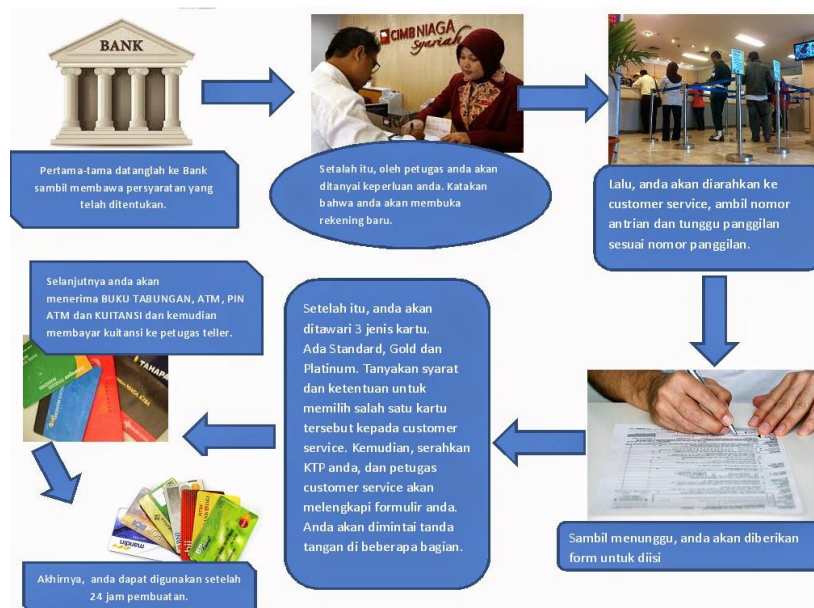 BANK
Pertama-tama datanglah ke Bank
sambil membawa persyaratan yang
telah ditentukan.
CIMB NIAGA
Syariah
Setalah itu, oleh petugas anda akan
ditanyai keperluan anda. Katakan
bahwa anda akan membuka
rekening baru.
Lalu, anda akan diarahkan ke
customer service, ambil nomor
antrian dan tunggu panggilan
sesuai nomor panggilan.
Sambil menunggu, anda akan diberikan
form untuk diisi
Setelah itu, anda akan
ditawari 3 jenis kartu.
Ada Standard, Gold dan
Platinum. Tanyakan syarat
dan ketentuan untuk
memilih salah satu kartu
tersebut kepada customer
service. Kemudian, serahkan
KTP anda, dan petugas
customer service akan
melengkapi formulir anda.
Anda akan dimintai tanda
tangan di beberapa bagian.
Selanjutnya anda akan
menerima BUKU TABUNGAN, ATM, PIN
ATM dan KUITANSI dan kemudian
membayar kuitansi ke petugas teller.
TAHAPA
mandiri
BCA
BNI
bii
Akhirnya, anda dapat digunakan setelah
24 jam pembuatan.